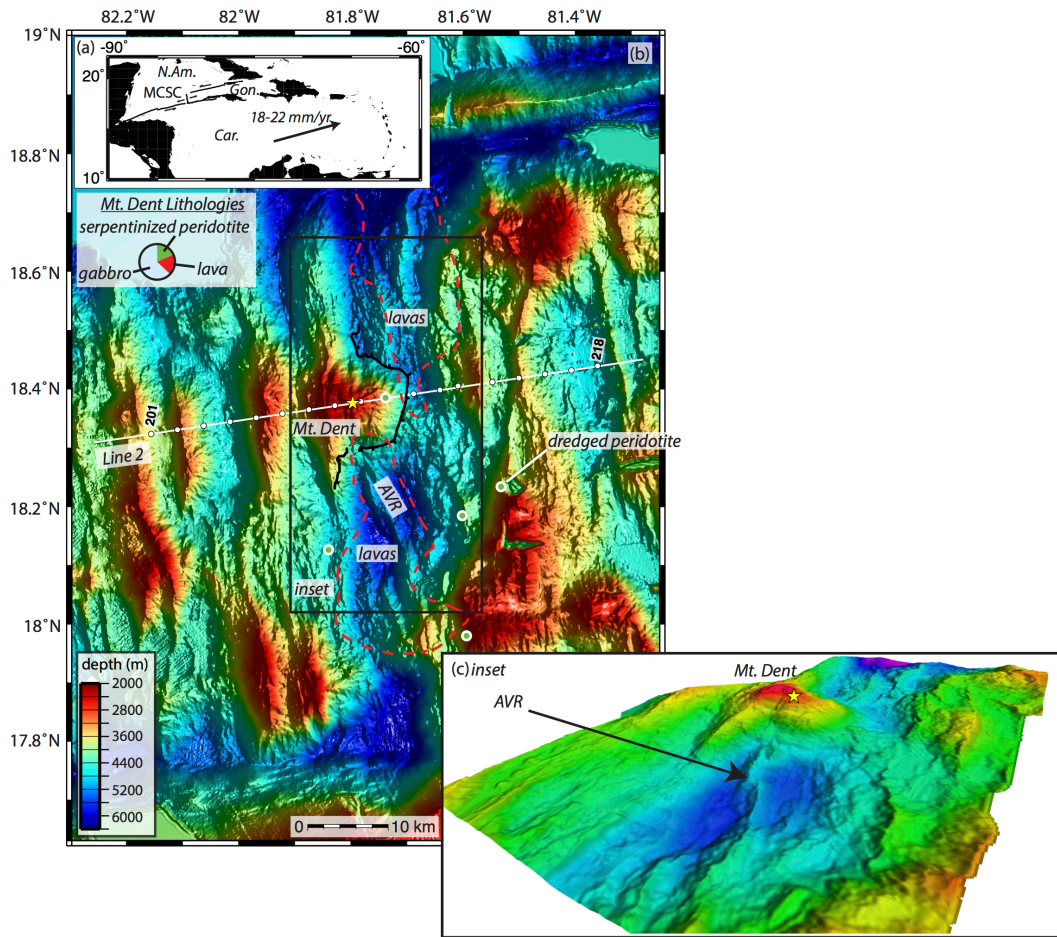 82.2°W 82°W 81.8°W 81.6°W 81.4°W
19°N
18.8°N
18.6°N
18.4°N
18.2°N
18°N
17.8°N
(a)
-90°
-60°
20°
10°
N.Am.
MCSC
Gon.
18-22 mm/yr
Car.
(b)
Mt. Dent Lithologies
serpentinized peridotite
gabbro
lava
lavas
218
201
Line 2
Mt. Dent
dredged peridotite
AVR
lavas
inset
depth (m)
2000
2800
3600
4400
5200
6000
0 10 km
(c) inset
Mt. Dent
AVR